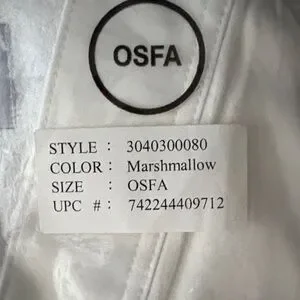 OSFA
STYLE : 3040300080
COLOR : Marshmallow
SIZE : OSFA
UPC # : 742244409712